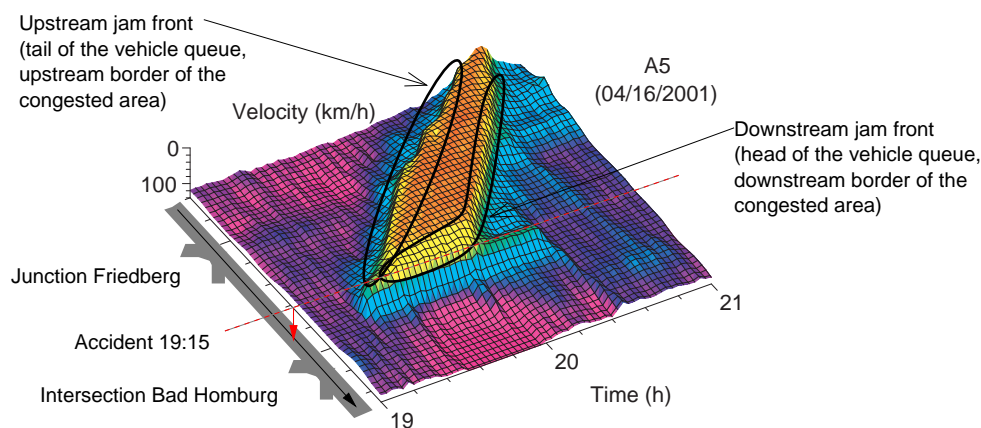 Upstream jam front
(tail of the vehicle queue,
upstream border of the
congested area)
A5
(04/16/2001)
Velocity (km/h)
Downstream jam front
(head of the vehicle queue,
downstream border of the
congested area)
0
100
Junction Friedberg
Accident 19:15
Intersection Bad Homburg
19
20
21
Time (h)